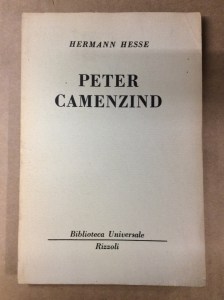 HERMANN HESSE
PETER
CAMENZIND
Biblioteca Universale
Rizzoli